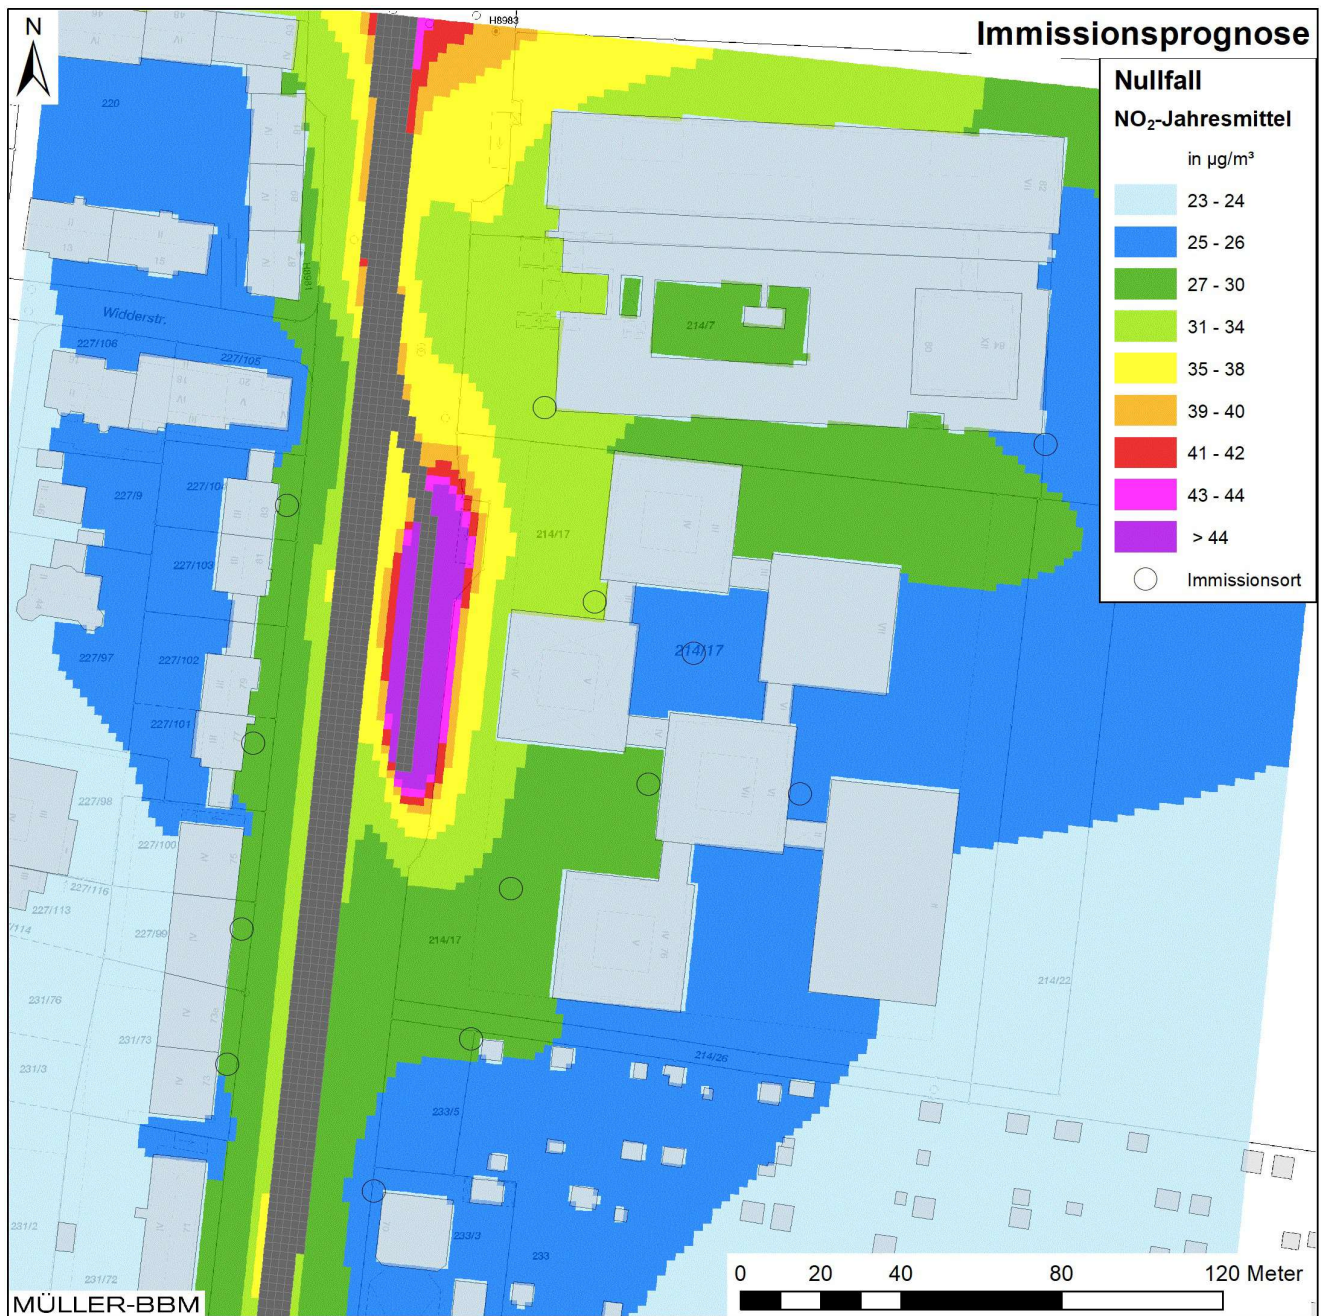 N
H8983
Immissionsprognose
Nullfall
NO₂-Jahresmittel
in µg/m³
23 - 24
25 - 26
27 - 30
31 - 34
35 - 38
39 - 40
41 - 42
43 - 44
> 44
Immissionsort
220
H8981
Widderstr.
227/106
227/105
214/7
227/9
227/104
227/103
214/17
227/102
214/17
227/97
227/101
227/98
227/100
227/116
227/113
227/99
214/17
214/22
231/76
231/73
231/3
214/26
233/5
231/2
233/3
233
231/72
0 20 40 80 120 Meter
MÜLLER-BBM